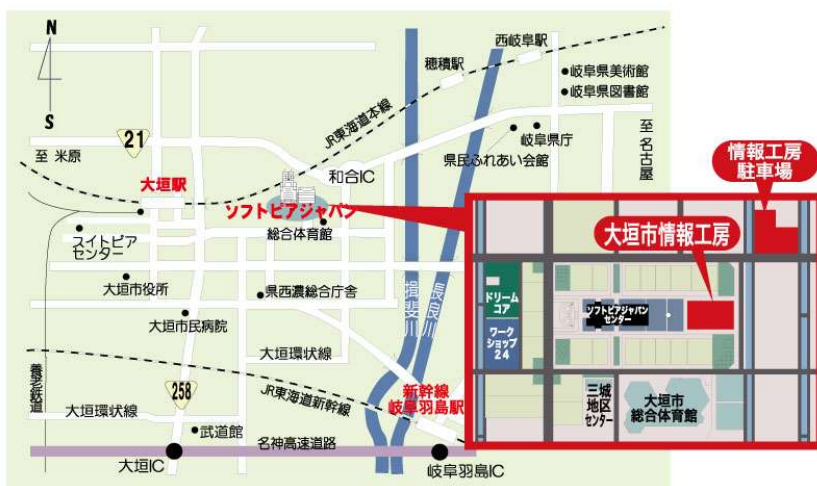 N
S
西岐阜駅
穂積駅
岐阜県美術館
岐阜県図書館
JR東海道本線
21
至 米原
岐阜県庁
県民ふれあい会館
至 名古屋
和合IC
大垣駅
ソフトピアジャパン
総合体育館
スイトピア
センター
大垣市役所
県西濃総合庁舎
大垣市民病院
揖斐川
長良川
大垣環状線
養老鉄道
258
JR東海道新幹線
新幹線
岐阜羽島駅
大垣環状線
武道館
名神高速道路
大垣IC
岐阜羽島IC
情報工房
駐車場
大垣市情報工房
ドリーム
コア
ソフトピアジャパン
センター
ワーク
ショップ
24
三城
地区
センター
大垣市
総合体育館